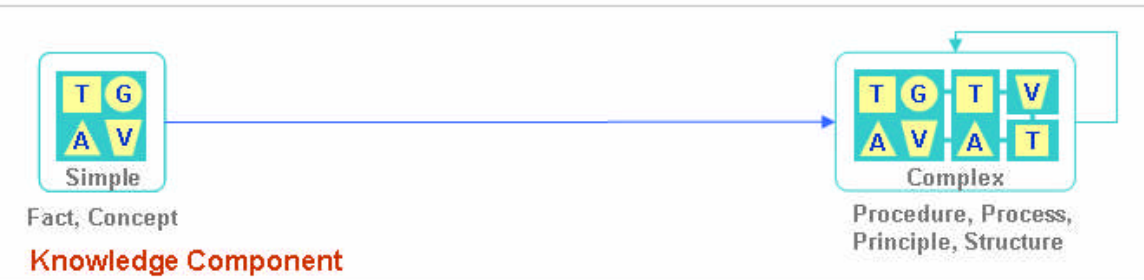 T G T V
T G
A V A V A T
Simple
Complex
Fact, Concept
Procedure, Process,
Principle, Structure
Knowledge Component